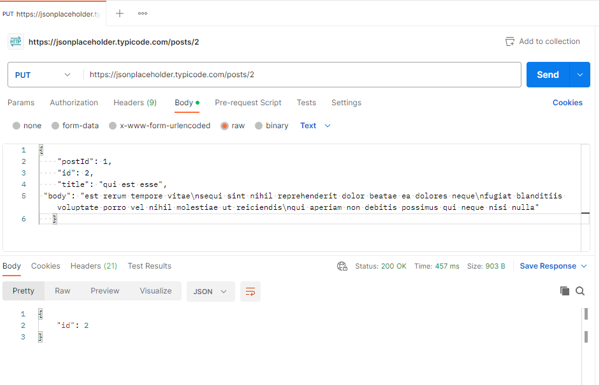 PUT https://jsonplaceholder.ty
https://jsonplaceholder.typicode.com/posts/2
Add to collection
PUT https://jsonplaceholder.typicode.com/posts/2 Send
Params Authorization Headers (9) Body Pre-request Script Tests Settings Cookies
none form-data x-www-form-urlencoded raw binary Text
1 {
2 "postId": 1,
3 "id": 2,
4 "title": "qui est esse",
5 "body": "est rerum tempore vitae\nsequi sint nihil reprehenderit dolor beatae ea dolores neque\nfugiat blanditiis
voluptate porro vel nihil molestiae ut reiciendis\nqui aperiam non debitis possimus qui neque nisi nulla"
6 }
Body Cookies Headers (21) Test Results Status: 200 OK Time: 457 ms Size: 903 B Save Response
Pretty Raw Preview Visualize JSON
1 {
2 "id": 2
3 }